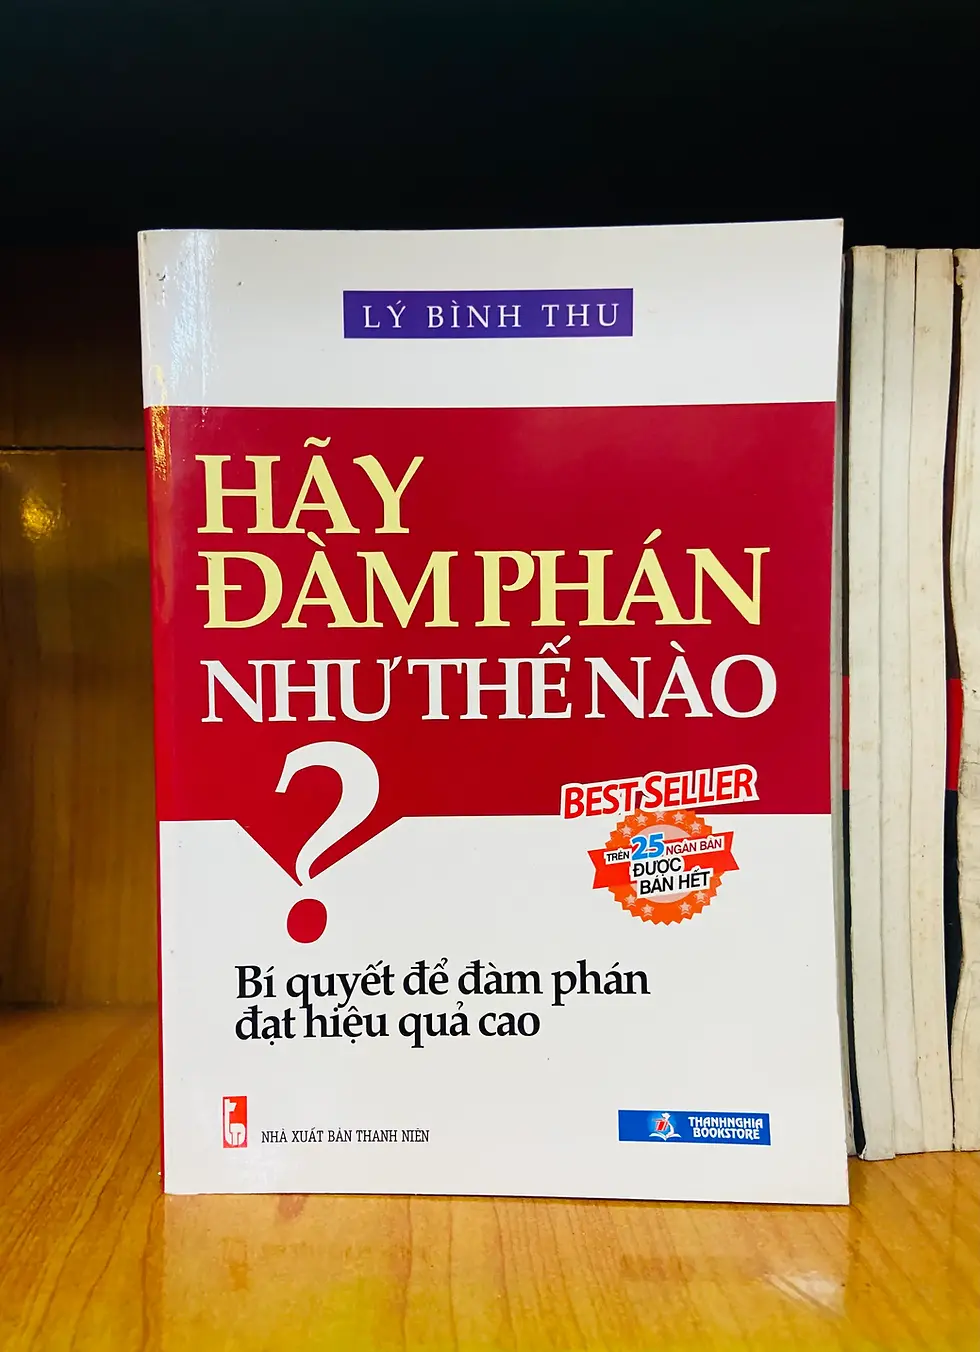 LÝ BÌNH THU
HÃY
ĐÀM PHÁN
NHƯ THẾ NÀO
?
BEST SELLER
TRÊN 25 NGÀN BẢN
ĐƯỢC
BÁN HẾT
Bí quyết để đàm phán
đạt hiệu quả cao
NHÀ XUẤT BẢN THANH NIÊN
THANHNGHIA
BOOKSTORE